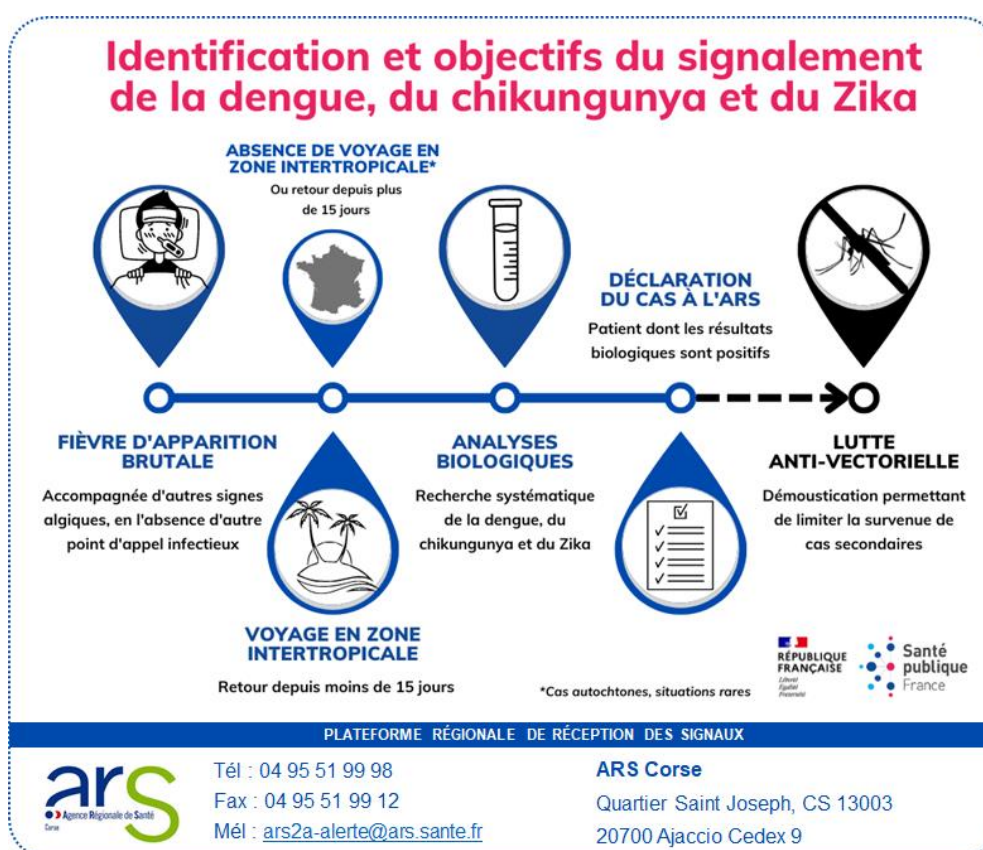 Identification et objectifs du signalement
de la dengue, du chikungunya et du Zika
ABSENCE DE VOYAGE EN
ZONE INTERTROPICALE*
Ou retour depuis plus
de 15 jours
DÉCLARATION
DU CAS À L'ARS
Patient dont les résultats
biologiques sont positifs
FIÈVRE D'APPARITION
BRUTALE
Accompagnée d'autres signes
algiques, en l'absence d'autre
point d'appel infectieux
ANALYSES
BIOLOGIQUES
Recherche systématique
de la dengue, du
chikungunya et du Zika
LUTTE
ANTI-VECTORIELLE
Démoustication permettant
de limiter la survenue de
cas secondaires
VOYAGE EN ZONE
INTERTROPICALE
Retour depuis moins de 15 jours
*Cas autochtones, situations rares
RÉPUBLIQUE
FRANÇAISE
Liberté
Égalité
Fraternité
Santé
publique
France
PLATEFORME RÉGIONALE DE RÉCEPTION DES SIGNAUX
ars
Agence Régionale de Santé
Corse
Tél : 04 95 51 99 98
Fax : 04 95 51 99 12
Mél : ars2a-alerte@ars.sante.fr
ARS Corse
Quartier Saint Joseph, CS 13003
20700 Ajaccio Cedex 9